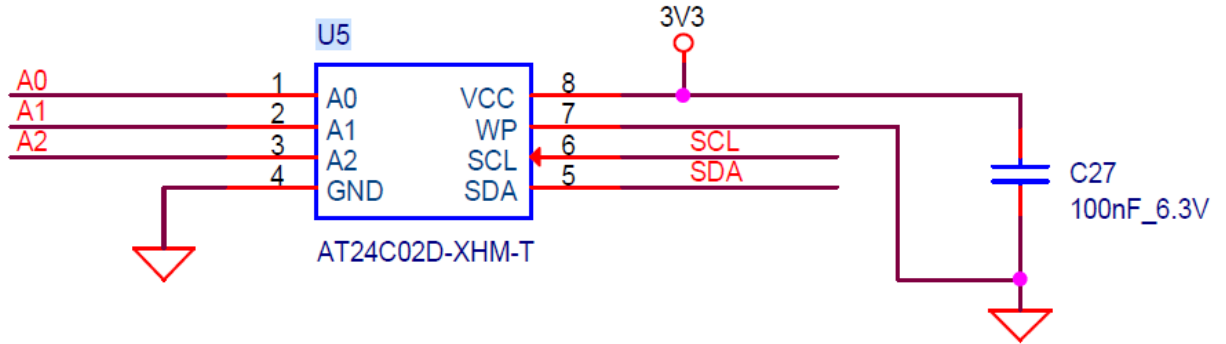 3V3
U5
A0 1 A0 VCC 8
A1 2 A1 WP 7
A2 3 A2 SCL 6 SCL
4 GND SDA 5 SDA
C27
100nF_6.3V
AT24C02D-XHM-T